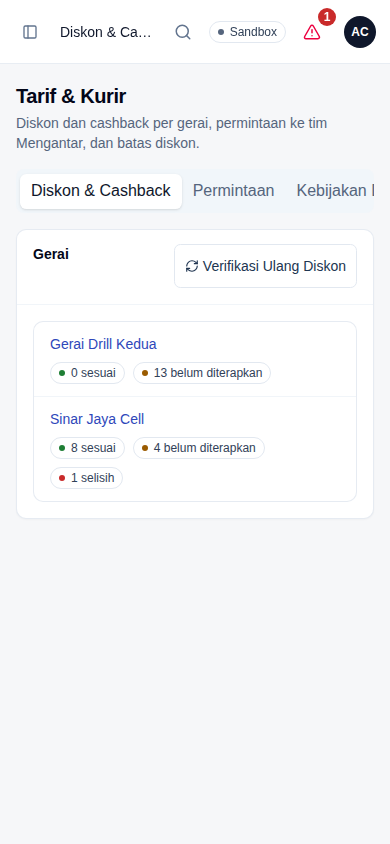 Diskon & Ca...
Sandbox
1
AC
Tarif & Kurir
Diskon dan cashback per gerai, permintaan ke tim
Mengantar, dan batas diskon.
Diskon & Cashback
Permintaan
Kebijakan
Gerai
Verifikasi Ulang Diskon
Gerai Drill Kedua
0 sesuai
13 belum diterapkan
Sinar Jaya Cell
8 sesuai
4 belum diterapkan
1 selisih